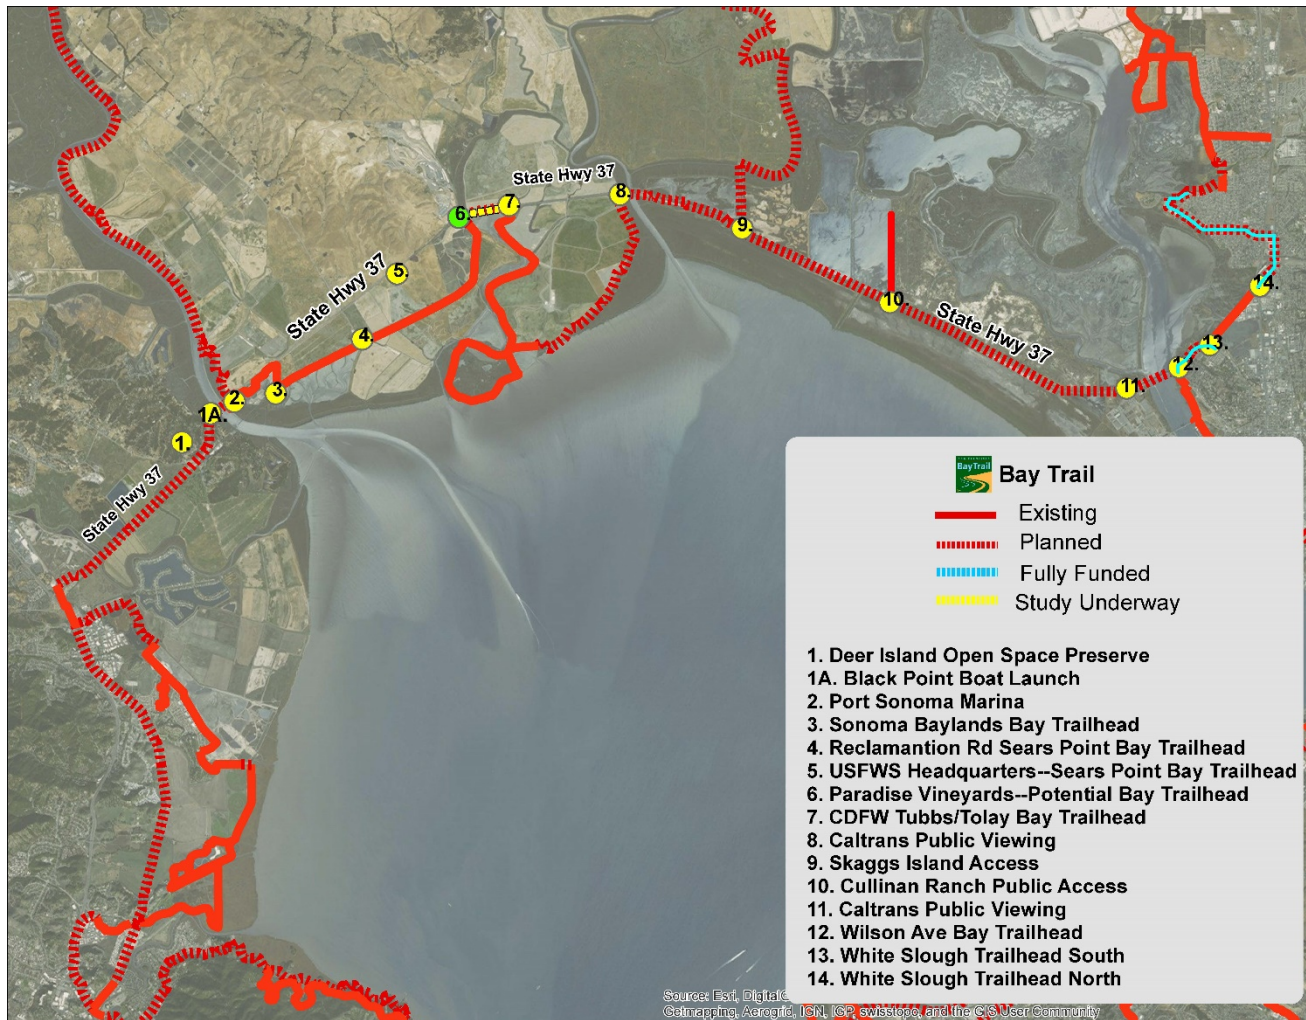 State Hwy 37
6.
7.
8.
9.
5.
State Hwy 37
10.
14.
4.
State Hwy 37
13.
12.
3.
2.
11.
1A.
1.
State Hwy 37
BayTrail
Bay Trail
Existing
Planned
Fully Funded
Study Underway
1. Deer Island Open Space Preserve
1A. Black Point Boat Launch
2. Port Sonoma Marina
3. Sonoma Baylands Bay Trailhead
4. Reclamantion Rd Sears Point Bay Trailhead
5. USFWS Headquarters--Sears Point Bay Trailhead
6. Paradise Vineyards--Potential Bay Trailhead
7. CDFW Tubbs/Tolay Bay Trailhead
8. Caltrans Public Viewing
9. Skaggs Island Access
10. Cullinan Ranch Public Access
11. Caltrans Public Viewing
12. Wilson Ave Bay Trailhead
13. White Slough Trailhead South
14. White Slough Trailhead North
Source: Esri, DigitalG
Getmapping, Aerogrid, IGN, IGP, swisstopo, and the GIS User Community